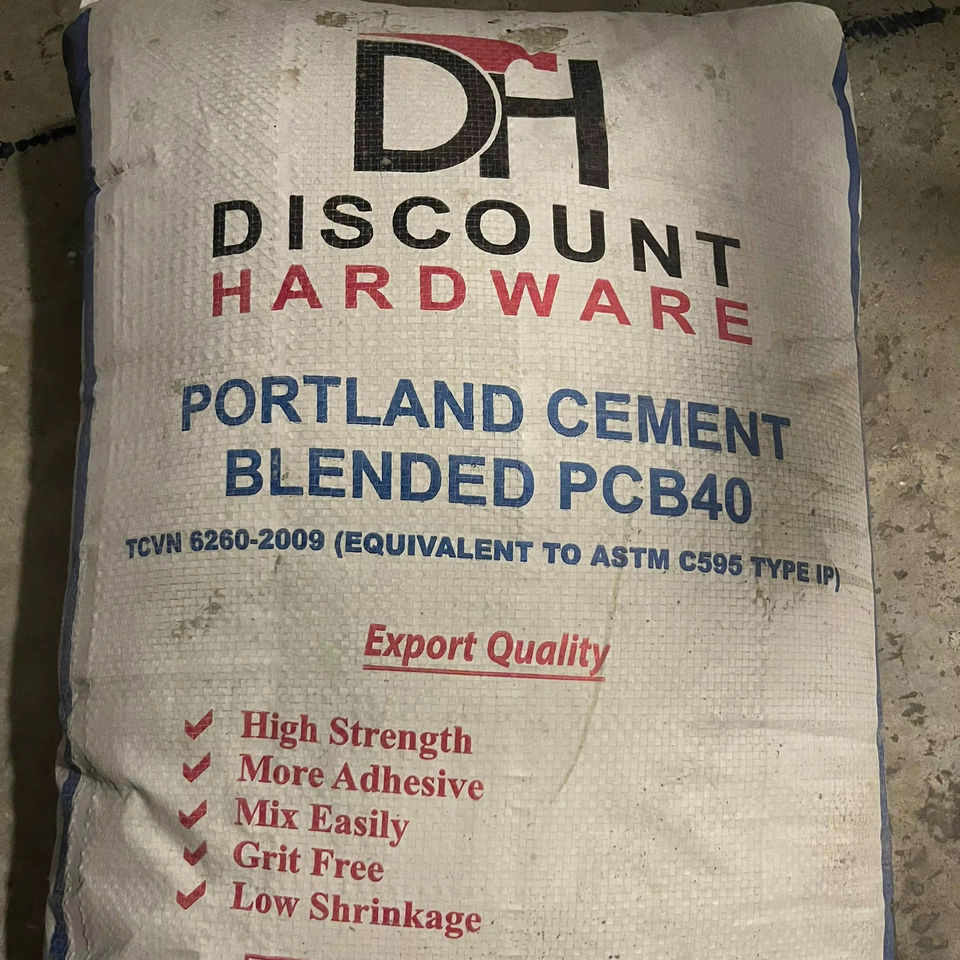 DH
DISCOUNT
HARDWARE
PORTLAND CEMENT
BLENDED PCB40
TCVN 6260-2009 (EQUIVALENT TO ASTM C595 TYPE IP)
Export Quality
High Strength
More Adhesive
Mix Easily
Grit Free
Low Shrinkage